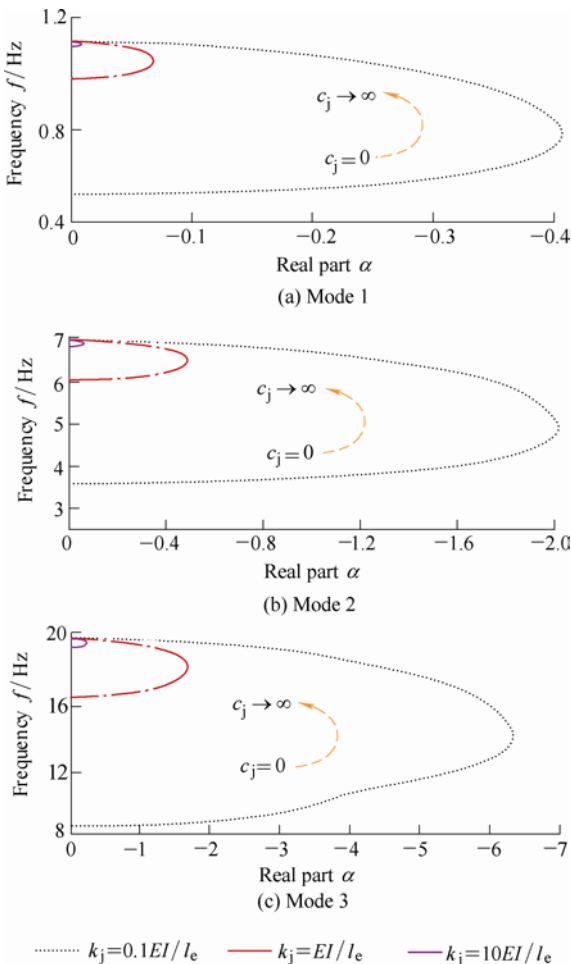 1.2
0.8
0.4
Frequency f/Hz
c_j → ∞
c_j = 0
0 −0.1 −0.2 −0.3 −0.4
Real part α
(a) Mode 1
7
6
5
4
3
Frequency f/Hz
c_j → ∞
c_j = 0
0 −0.4 −0.8 −1.2 −1.6 −2.0
Real part α
(b) Mode 2
20
16
12
8
Frequency f/Hz
c_j → ∞
c_j = 0
0 −1 −2 −3 −4 −5 −6 −7
Real part α
(c) Mode 3
k_j=0.1EI/l_e k_j=EI/l_e k_j=10EI/l_e